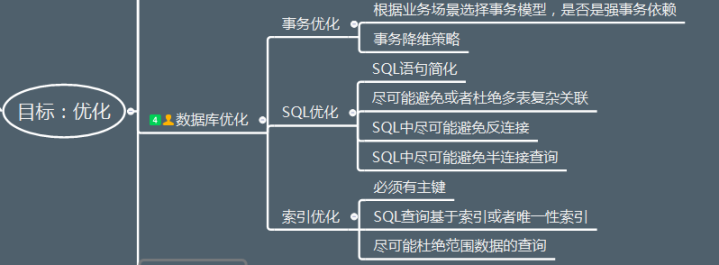 根据业务场景选择事务模型，是否是强事务依赖
事务优化
事务降维策略
SQL语句简化
尽可能避免或者杜绝多表复杂关联
目标：优化
4 数据库优化
SQL优化
SQL中尽可能避免反连接
SQL中尽可能避免半连接查询
必须有主键
索引优化
SQL查询基于索引或者唯一性索引
尽可能杜绝范围数据的查询